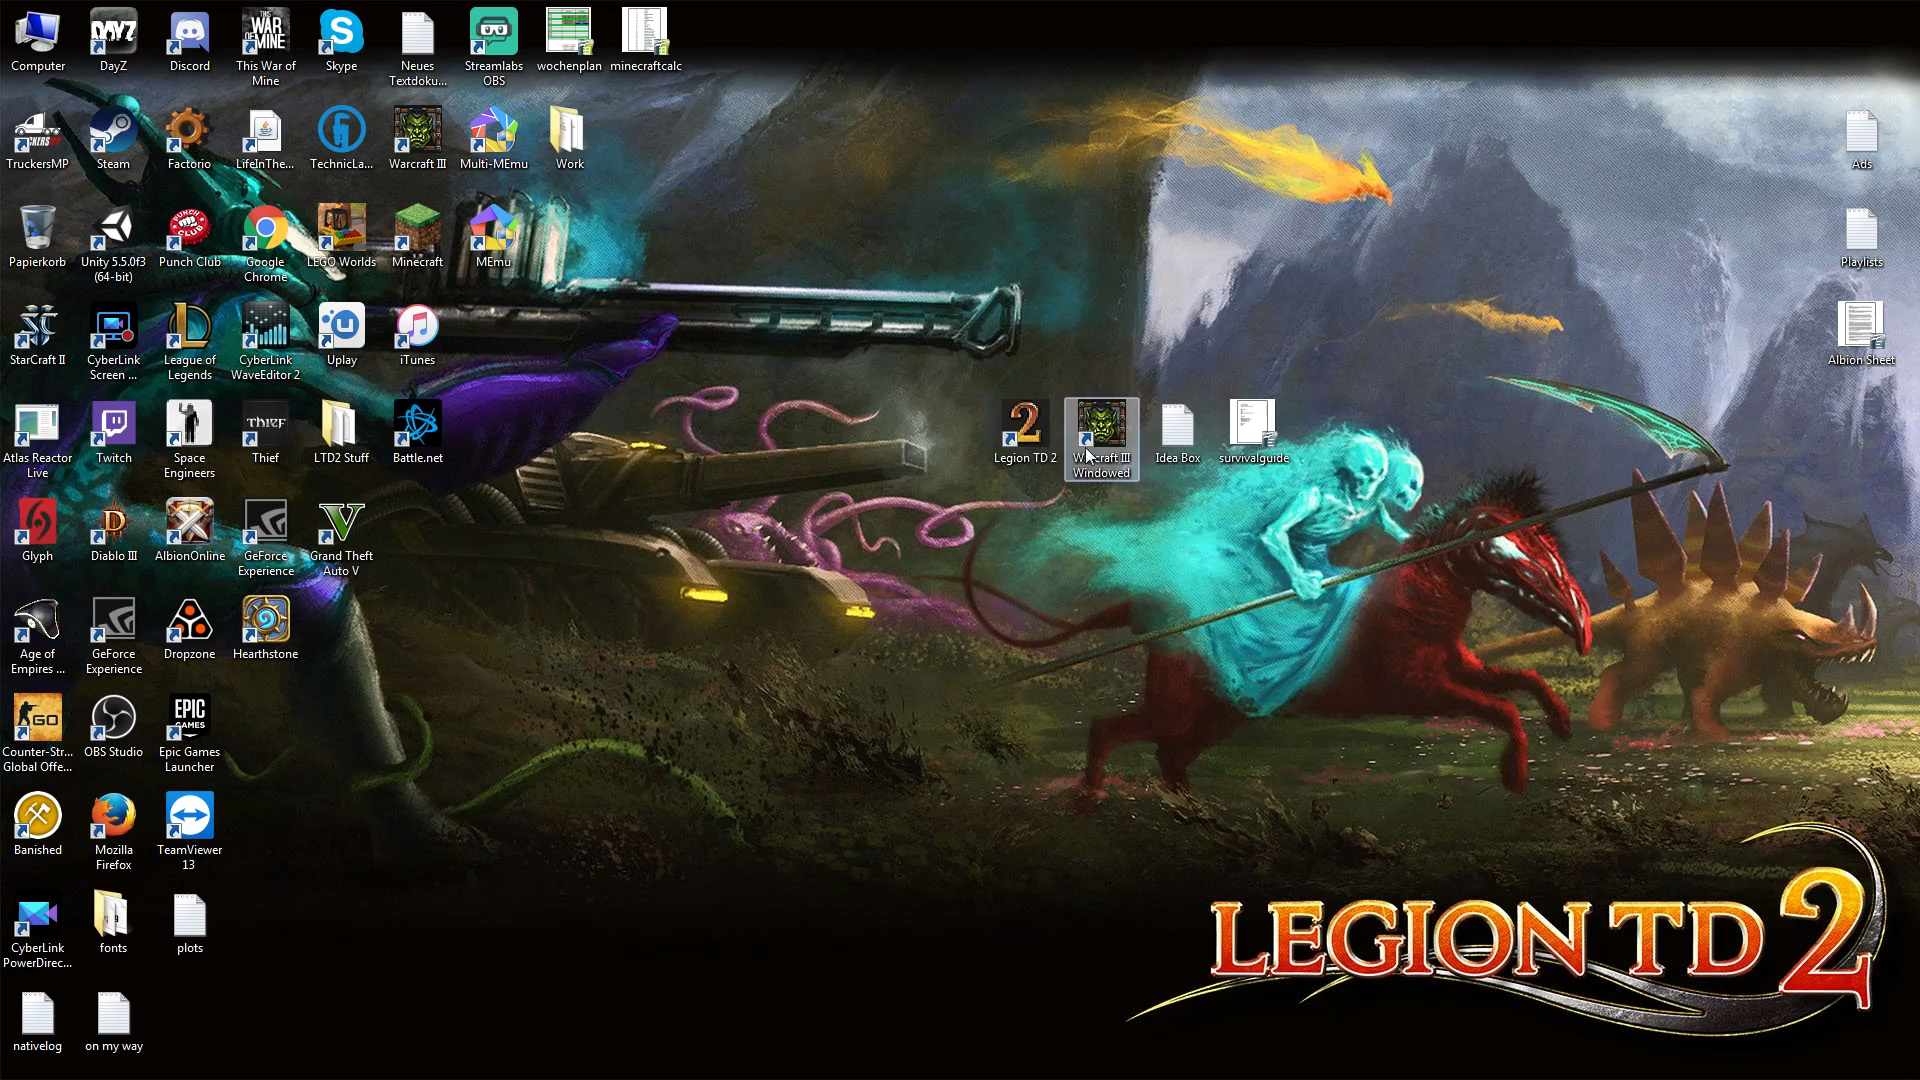 Computer
DayZ
Discord
This War of
Mine
Skype
Neues
Textdoku...
Streamlabs
OBS
wochenplan
minecraftcalc
TruckersMP
Steam
Factorio
LifeInThe...
TechnicLa...
Warcraft III
Multi-MEmu
Work
Ads
Papierkorb
Unity 5.5.0f3
(64-bit)
Punch Club
Google
Chrome
LEGO Worlds
Minecraft
MEmu
Playlists
StarCraft II
CyberLink
Screen ...
League of
Legends
CyberLink
WaveEditor 2
Uplay
iTunes
Albion Sheet
Atlas Reactor
Live
Twitch
Space
Engineers
THIEF
Thief
LTD2 Stuff
Battle.net
Legion TD 2
Warcraft III
Windowed
Idea Box
survivalguide
Glyph
Diablo III
AlbionOnline
GeForce
Experience
Grand Theft
Auto V
Age of
Empires ...
GeForce
Experience
Dropzone
Hearthstone
GO
Counter-Str...
Global Offe...
OBS Studio
EPIC
GAMES
Epic Games
Launcher
Banished
Mozilla
Firefox
TeamViewer
13
CyberLink
PowerDirec...
fonts
plots
LEGION TD 2
nativelog
on my way